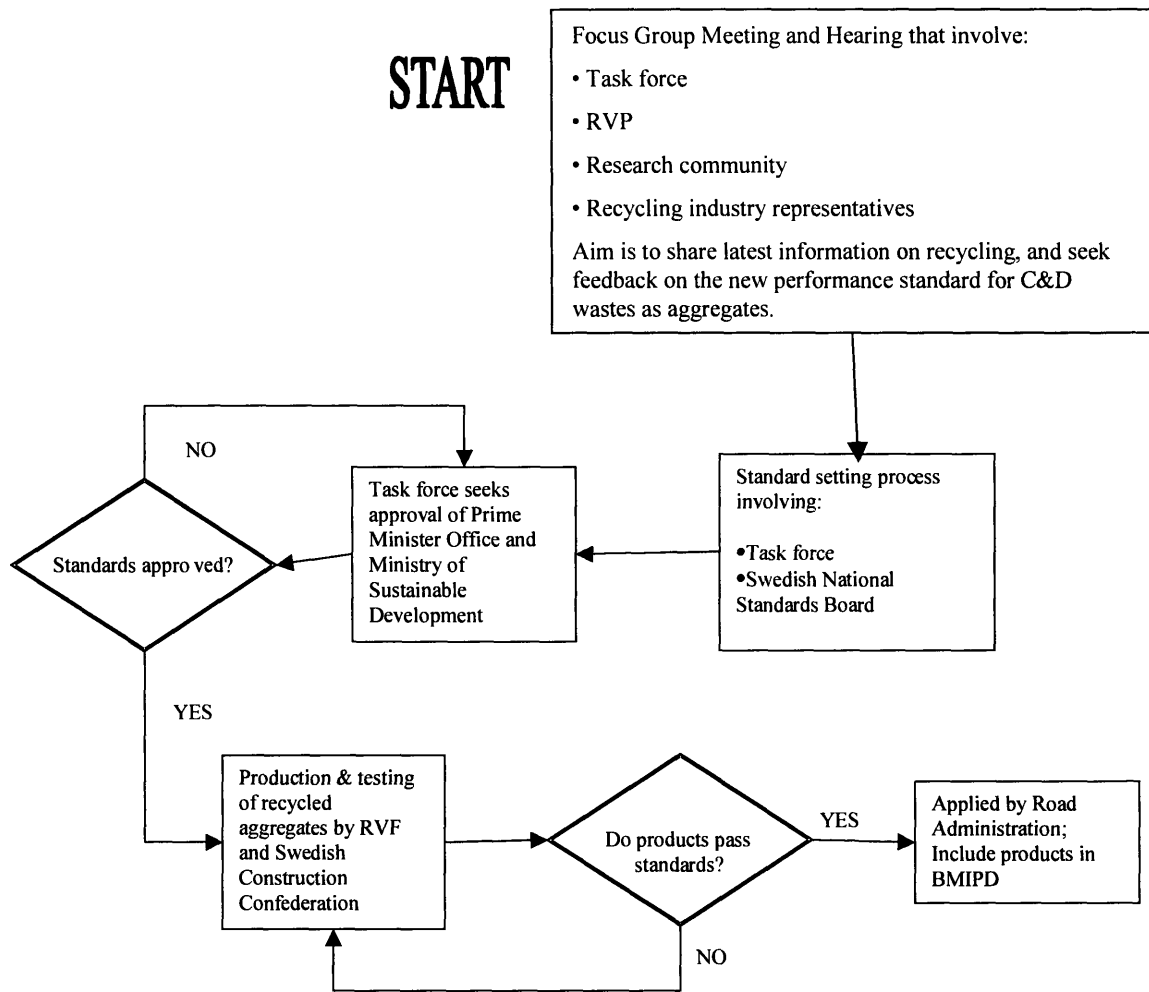 START
Focus Group Meeting and Hearing that involve:
• Task force
• RVP
• Research community
• Recycling industry representatives
Aim is to share latest information on recycling, and seek
feedback on the new performance standard for C&D
wastes as aggregates.
Standard setting process
involving:
•Task force
•Swedish National
Standards Board
Task force seeks
approval of Prime
Minister Office and
Ministry of
Sustainable
Development
NO
Standards appro ved?
YES
Production & testing
of recycled
aggregates by RVF
and Swedish
Construction
Confederation
Do products pass
standards?
YES
NO
Applied by Road
Administration;
Include products in
BMIPD